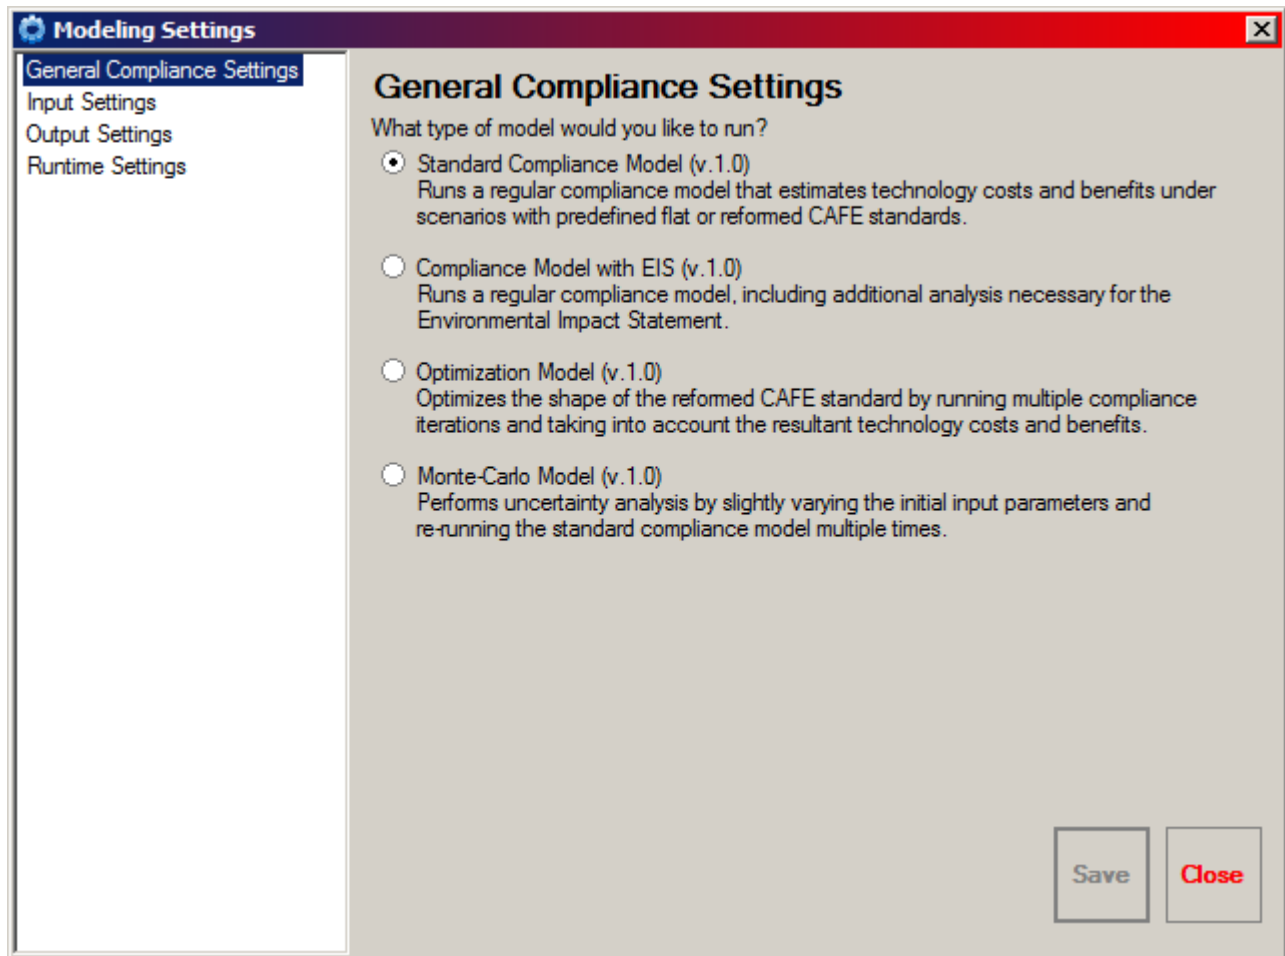 Modeling Settings
General Compliance Settings
Input Settings
Output Settings
Runtime Settings
General Compliance Settings
What type of model would you like to run?
Standard Compliance Model (v.1.0)
Runs a regular compliance model that estimates technology costs and benefits under
scenarios with predefined flat or reformed CAFE standards.
Compliance Model with EIS (v.1.0)
Runs a regular compliance model, including additional analysis necessary for the
Environmental Impact Statement.
Optimization Model (v.1.0)
Optimizes the shape of the reformed CAFE standard by running multiple compliance
iterations and taking into account the resultant technology costs and benefits.
Monte-Carlo Model (v.1.0)
Performs uncertainty analysis by slightly varying the initial input parameters and
re-running the standard compliance model multiple times.
Save
Close